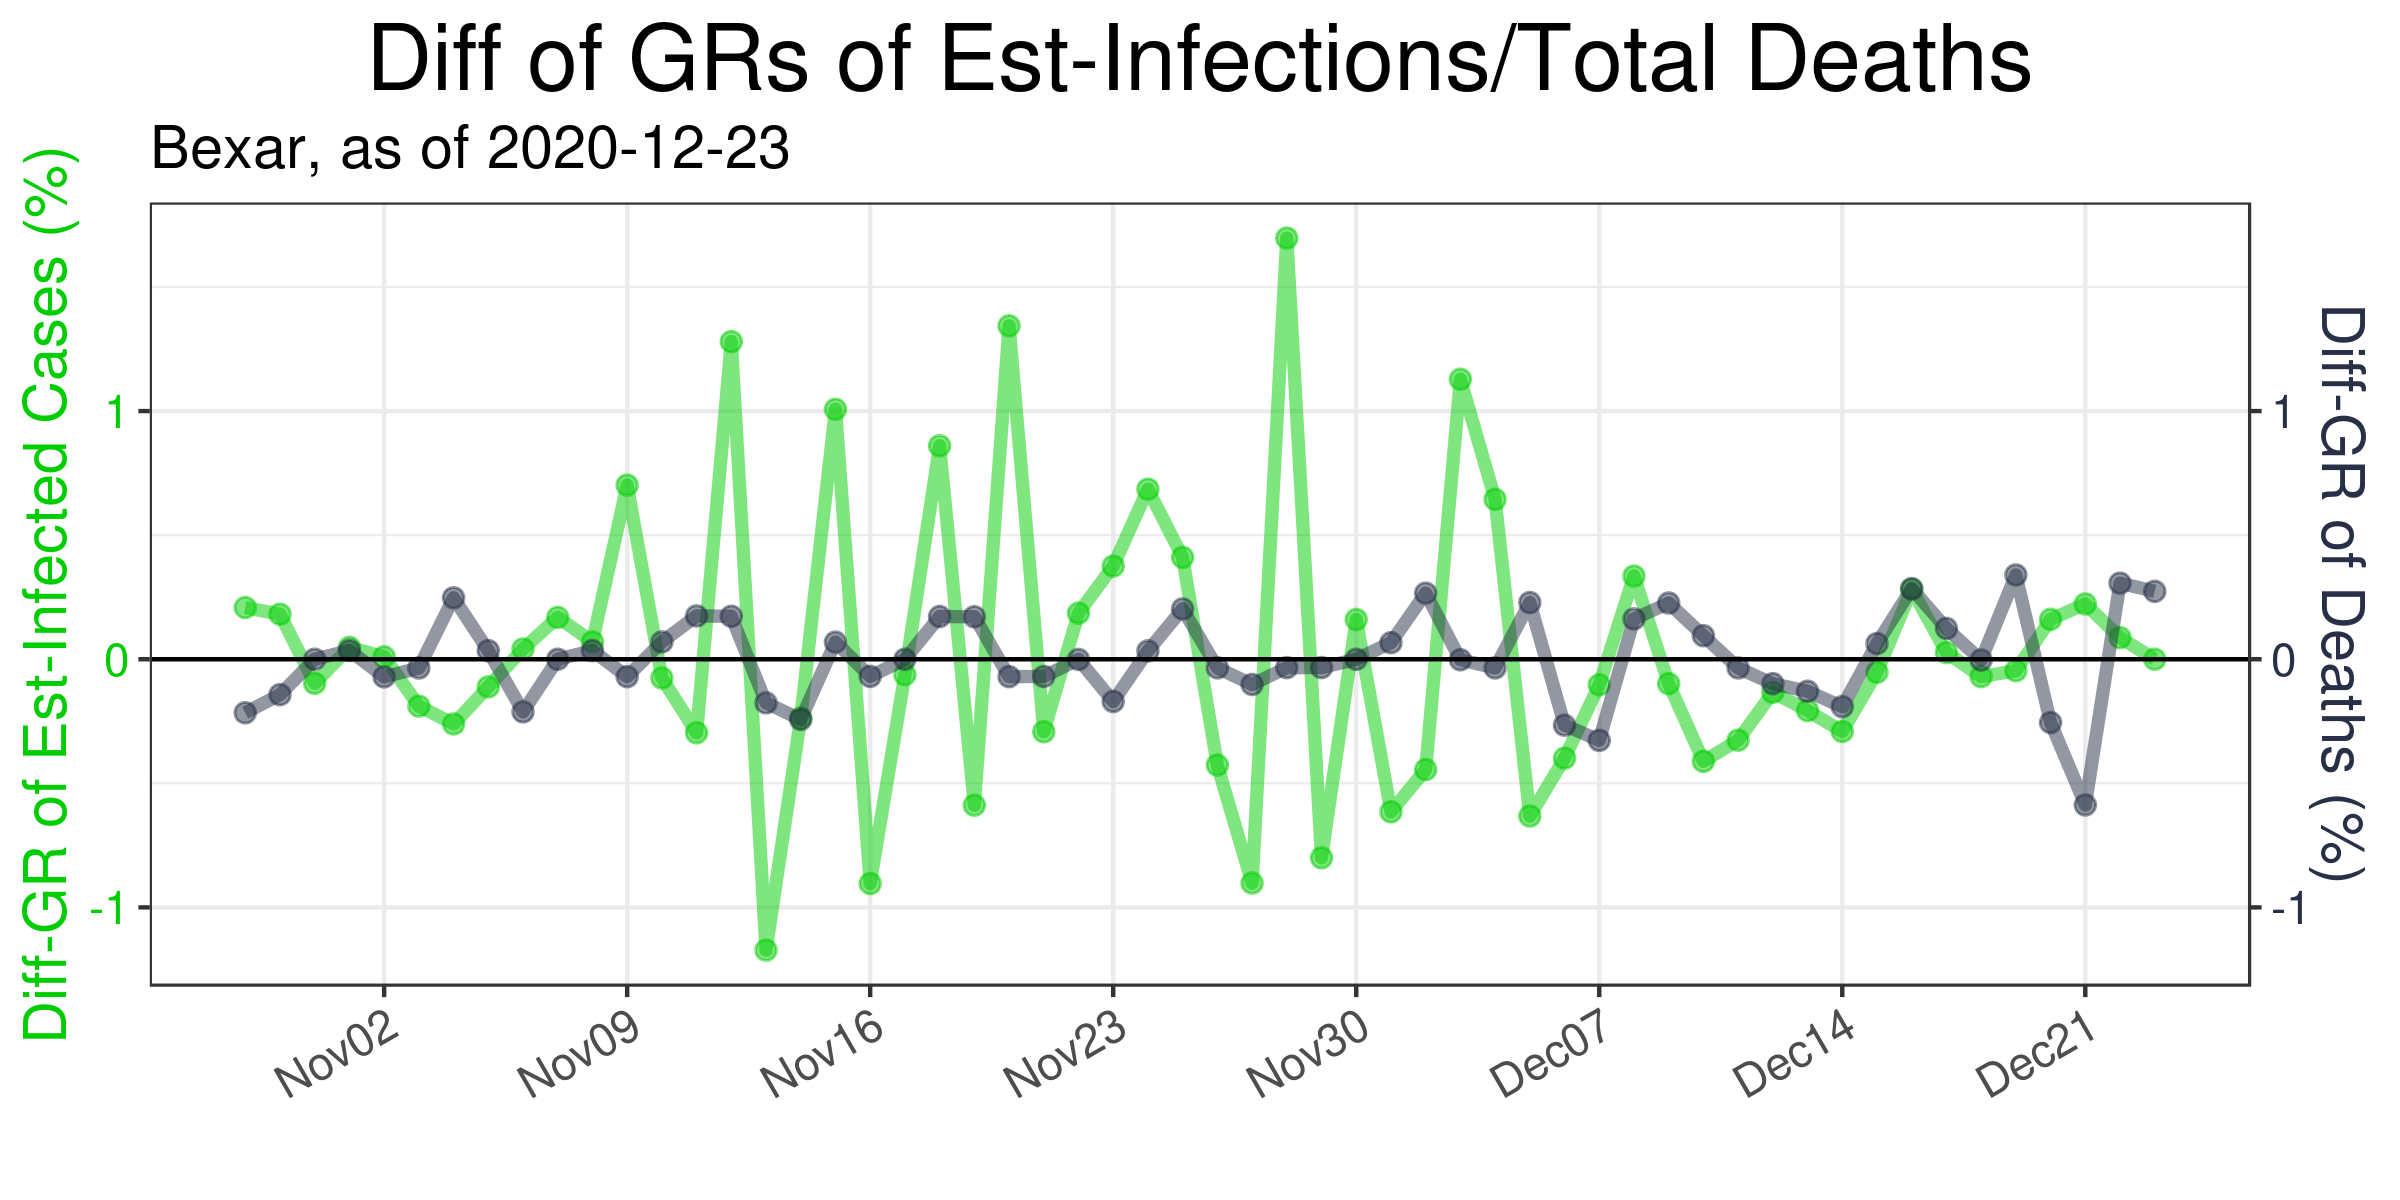 Diff of GRs of Est-Infections/Total Deaths
Bexar, as of 2020-12-23
Diff-GR of Est-Infected Cases (%)
1
0
-1
1
0
-1
Diff-GR of Deaths (%)
Nov02
Nov09
Nov16
Nov23
Nov30
Dec07
Dec14
Dec21